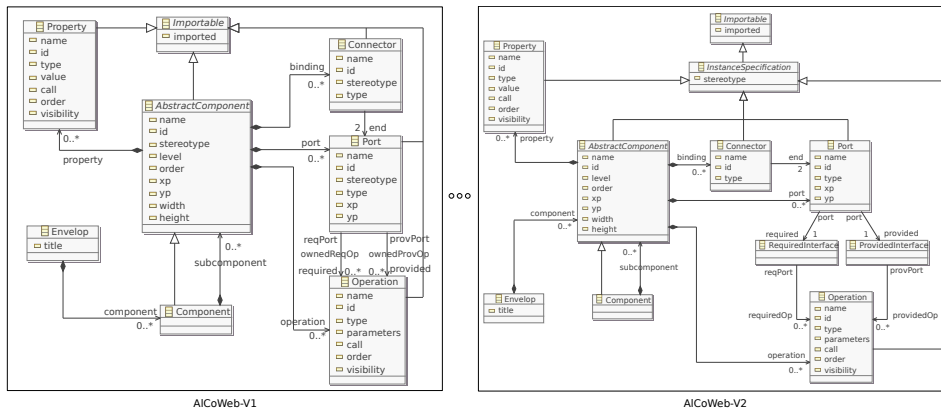 Property
name
id
type
value
call
order
visibility
Importable
imported
Connector
name
id
stereotype
type
binding
0..*
AbstractComponent
name
id
stereotype
level
order
xp
yp
width
height
0..*
property
2
end
port
0..*
Port
name
id
stereotype
type
xp
yp
Envelop
title
0..*
subcomponent
reqPort
provPort
ownedReqOp
ownedProvOp
required
0..*
0..*
provided
component
0..*
Component
operation
0..*
Operation
name
id
type
parameters
call
order
visibility
AlCoWeb-V1
Importable
imported
Property
name
id
type
value
call
order
visibility
InstanceSpecification
stereotype
0..*
property
AbstractComponent
name
id
level
order
xp
yp
width
height
binding
0..*
Connector
name
id
type
end
2
Port
name
id
type
xp
yp
port
0..*
component
0..*
port
port
required
1
1
provided
RequiredInterface
ProvidedInterface
0..*
subcomponent
reqPort
provPort
Envelop
title
Component
Operation
name
id
type
parameters
call
order
visibility
requiredOp
0..*
0..*
providedOp
operation
0..*
AlCoWeb-V2